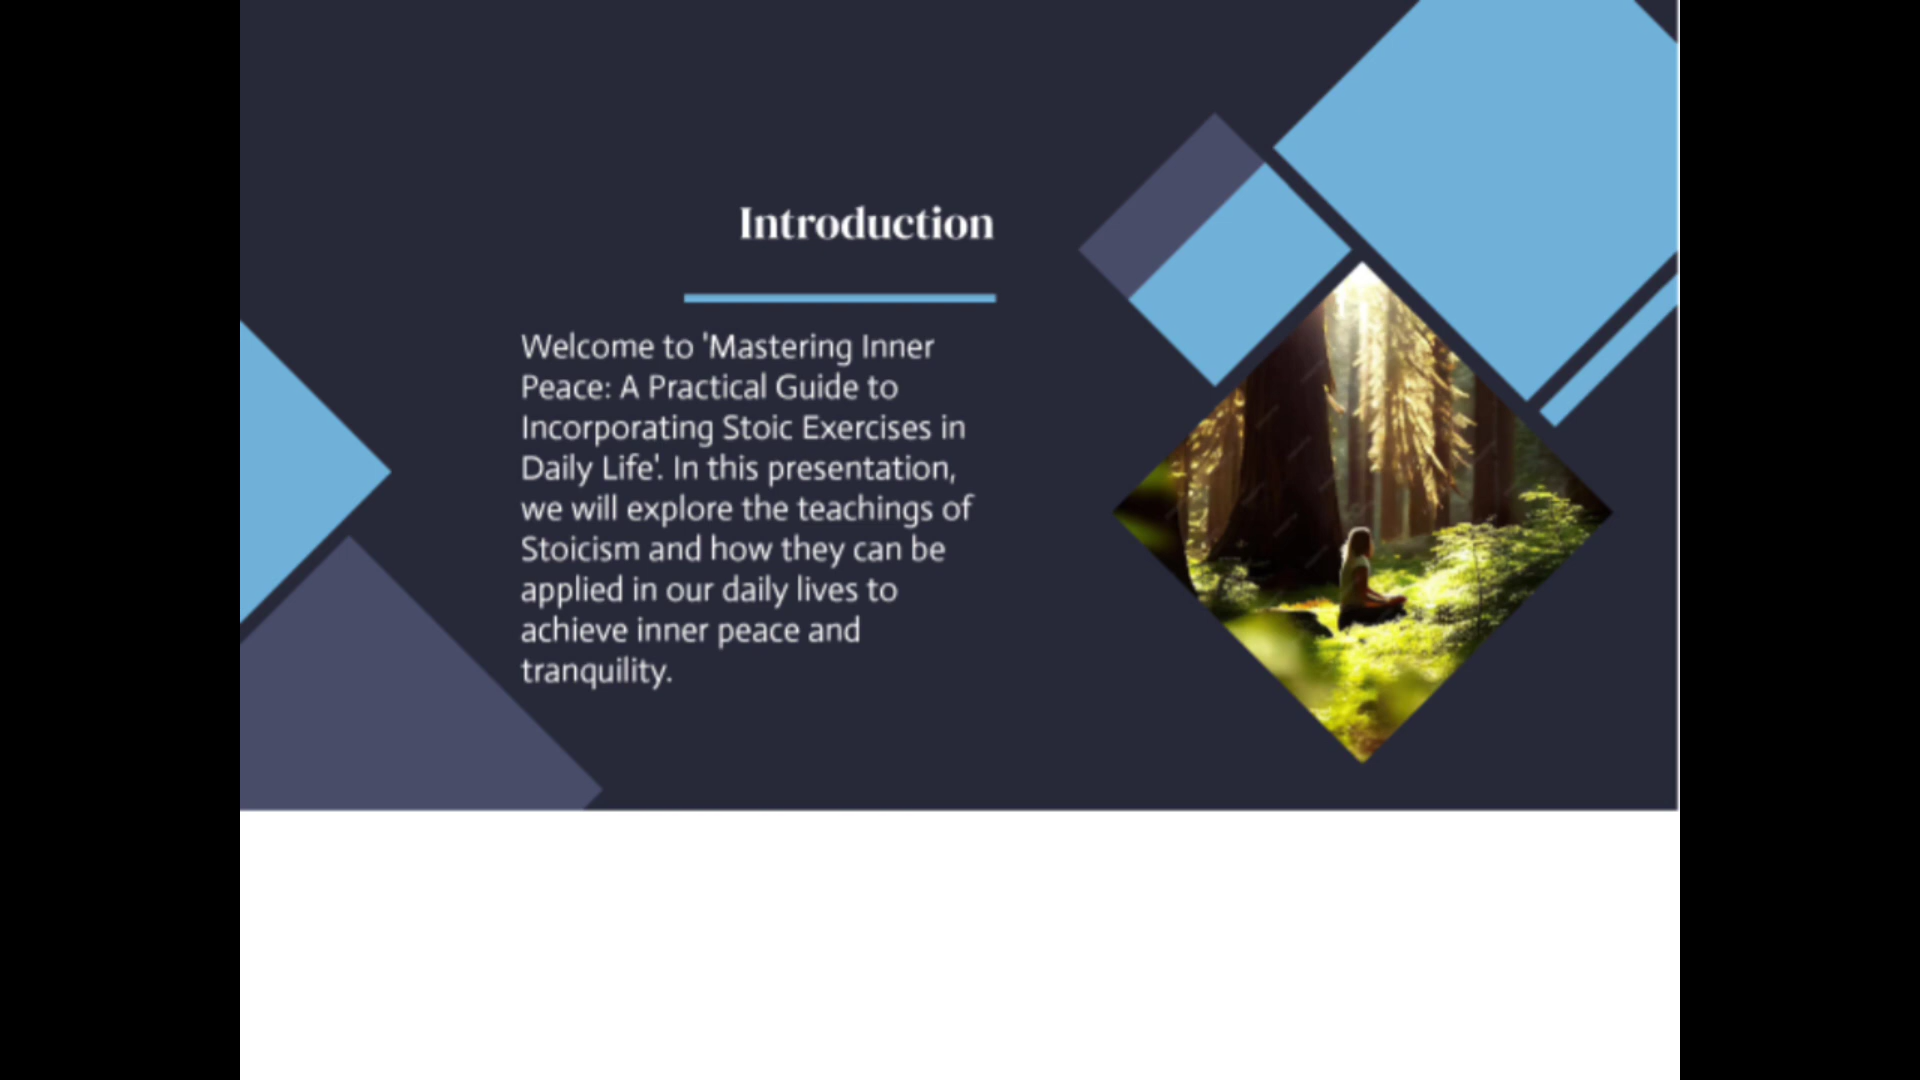 Introduction
Welcome to 'Mastering Inner
Peace: A Practical Guide to
Incorporating Stoic Exercises in
Daily Life'. In this presentation,
we will explore the teachings of
Stoicism and how they can be
applied in our daily lives to
achieve inner peace and
tranquility.